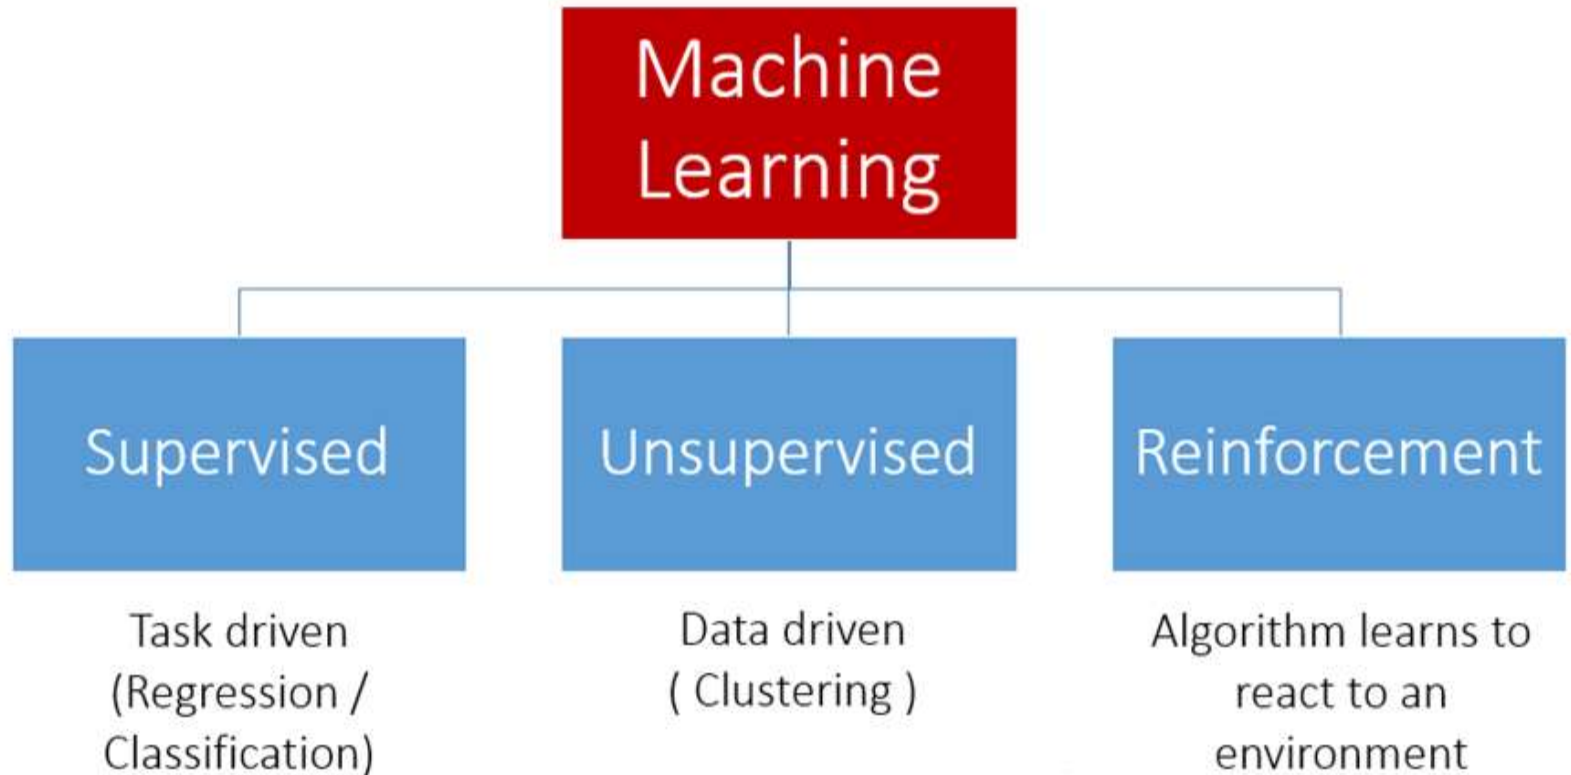 Machine
Learning
Supervised
Unsupervised
Reinforcement
Task driven
(Regression /
Classification)
Data driven
( Clustering )
Algorithm learns to
react to an
environment